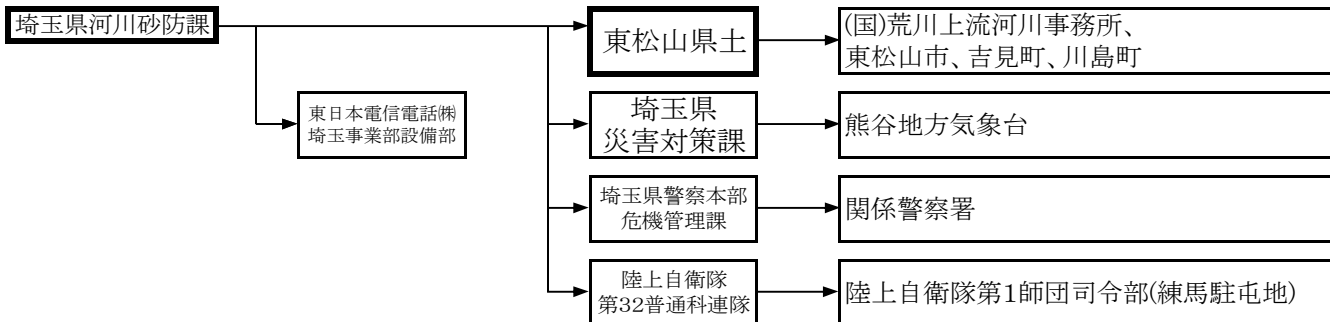 埼玉県河川砂防課
東松山県土
(国)荒川上流河川事務所、
東松山市、吉見町、川島町
東日本電信電話㈱
埼玉事業部設備部
埼玉県
災害対策課
熊谷地方気象台
埼玉県警察本部
危機管理課
関係警察署
陸上自衛隊
第32普通科連隊
陸上自衛隊第1師団司令部(練馬駐屯地)